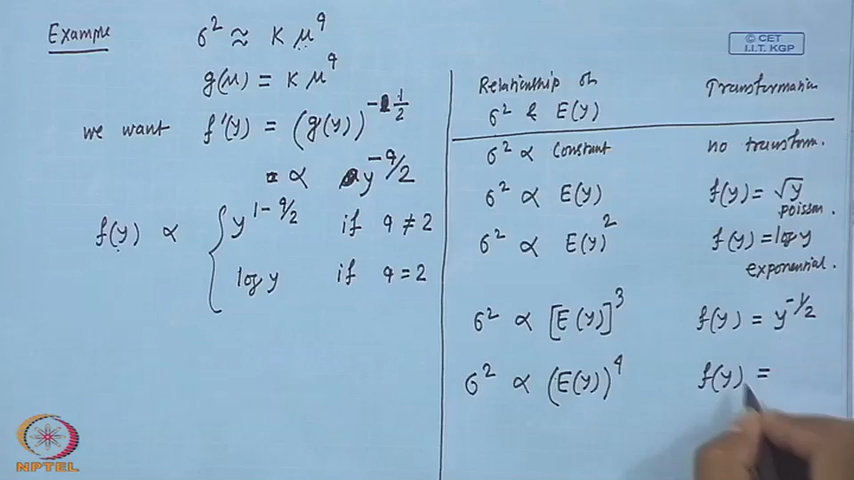 Example σ² ≈ K μ^q
© CET
I.I.T. KGP
g(μ) = K μ^q
we want f'(y) = (g(y))^-1/2
∝ y^-q/2
f(y) ∝ { y^1-q/2 if q ≠ 2
log y if q = 2
Relationship of Transformation
σ² & E(y)
σ² ∝ Constant no transform.
σ² ∝ E(y) f(y) = √y
poisson.
σ² ∝ E(y)² f(y) = log y
exponential.
σ² ∝ [E(y)]³ f(y) = y^-1/2
σ² ∝ (E(y))⁴ f(y) =
NPTEL